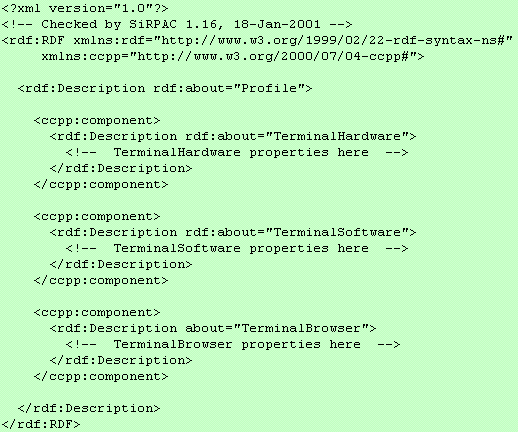 <?xml version="1.0"?>
<!-- Checked by SiRPAC 1.16, 18-Jan-2001 -->
<rdf:RDF xmlns:rdf="http://www.w3.org/1999/02/22-rdf-syntax-ns#"
     xmlns:ccpp="http://www.w3.org/2000/07/04-ccpp#">

  <rdf:Description rdf:about="Profile">

    <ccpp:component>
      <rdf:Description rdf:about="TerminalHardware">
        <!--  TerminalHardware properties here  -->
      </rdf:Description>
    </ccpp:component>

    <ccpp:component>
      <rdf:Description rdf:about="TerminalSoftware">
        <!--  TerminalSoftware properties here  -->
      </rdf:Description>
    </ccpp:component>

    <ccpp:component>
      <rdf:Description about="TerminalBrowser">
        <!--  TerminalBrowser properties here  -->
      </rdf:Description>
    </ccpp:component>

  </rdf:Description>
</rdf:RDF>